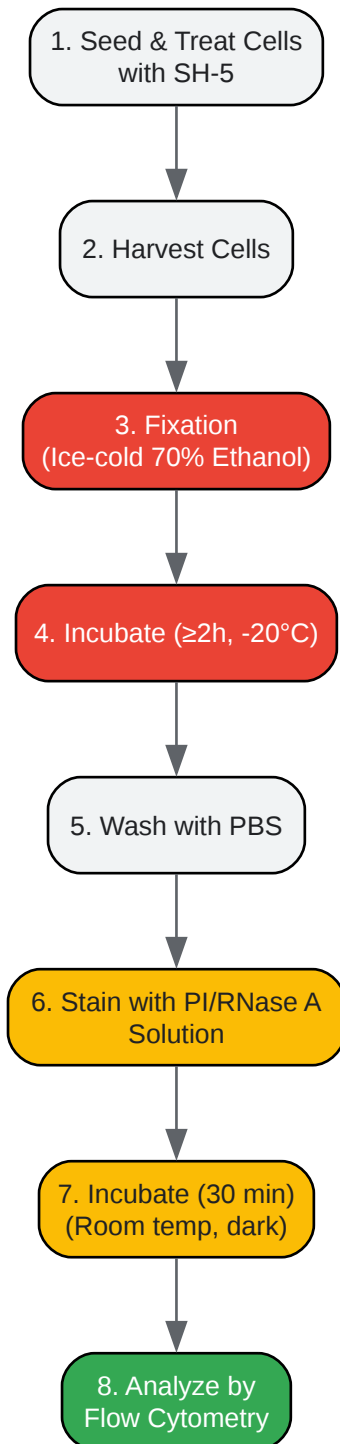 1. Seed & Treat Cells
with SH-5
2. Harvest Cells
3. Fixation
(Ice-cold 70% Ethanol)
4. Incubate (≥2h, -20°C)
5. Wash with PBS
6. Stain with PI/RNase A
Solution
7. Incubate (30 min)
(Room temp, dark)
8. Analyze by
Flow Cytometry